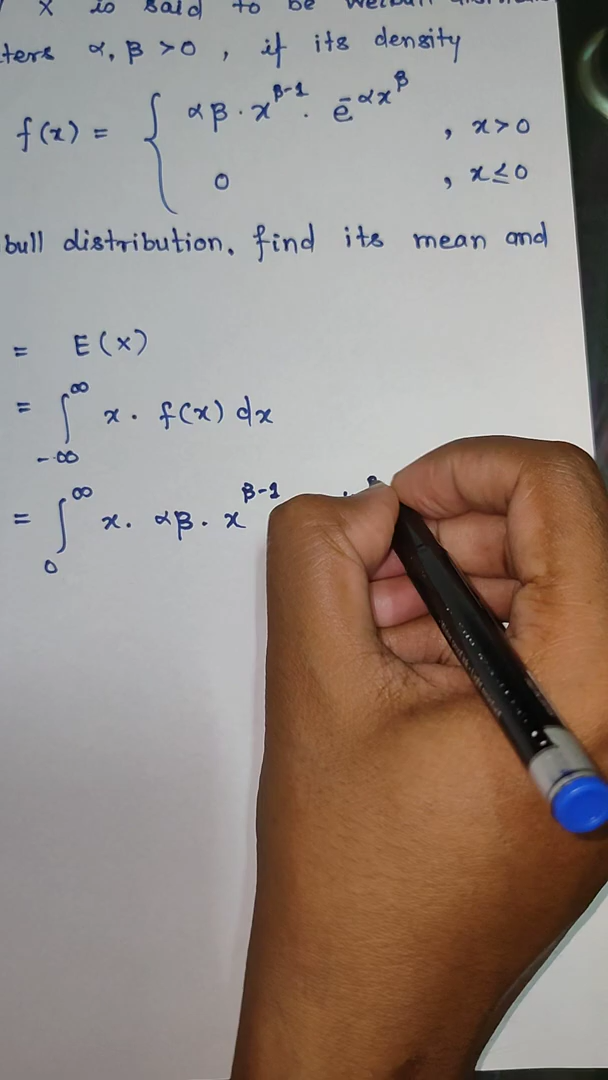 X is said to be
ters α, β >0 , if its density
f(x) = { αβ . x^{β-1} . e^{-αx^β} , x>0
0 , x≤0
bull distribution. find its mean and
= E(x)
= ∫_{-∞}^{∞} x . f(x) dx
= ∫_0^∞ x . αβ . x^{β-1}